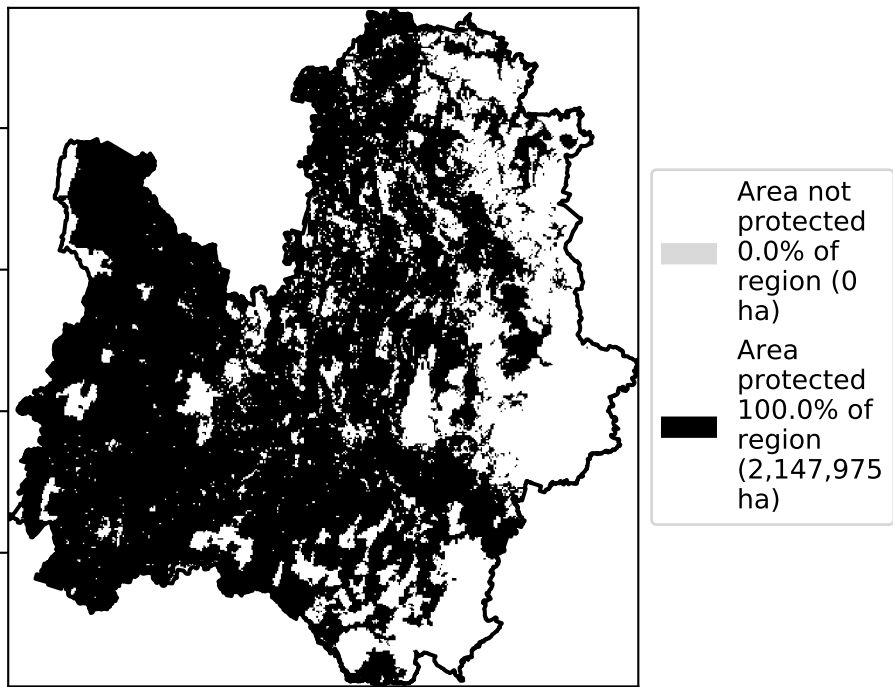 Area not
protected
0.0% of
region (0
ha)
Area
protected
100.0% of
region
(2,147,975
ha)